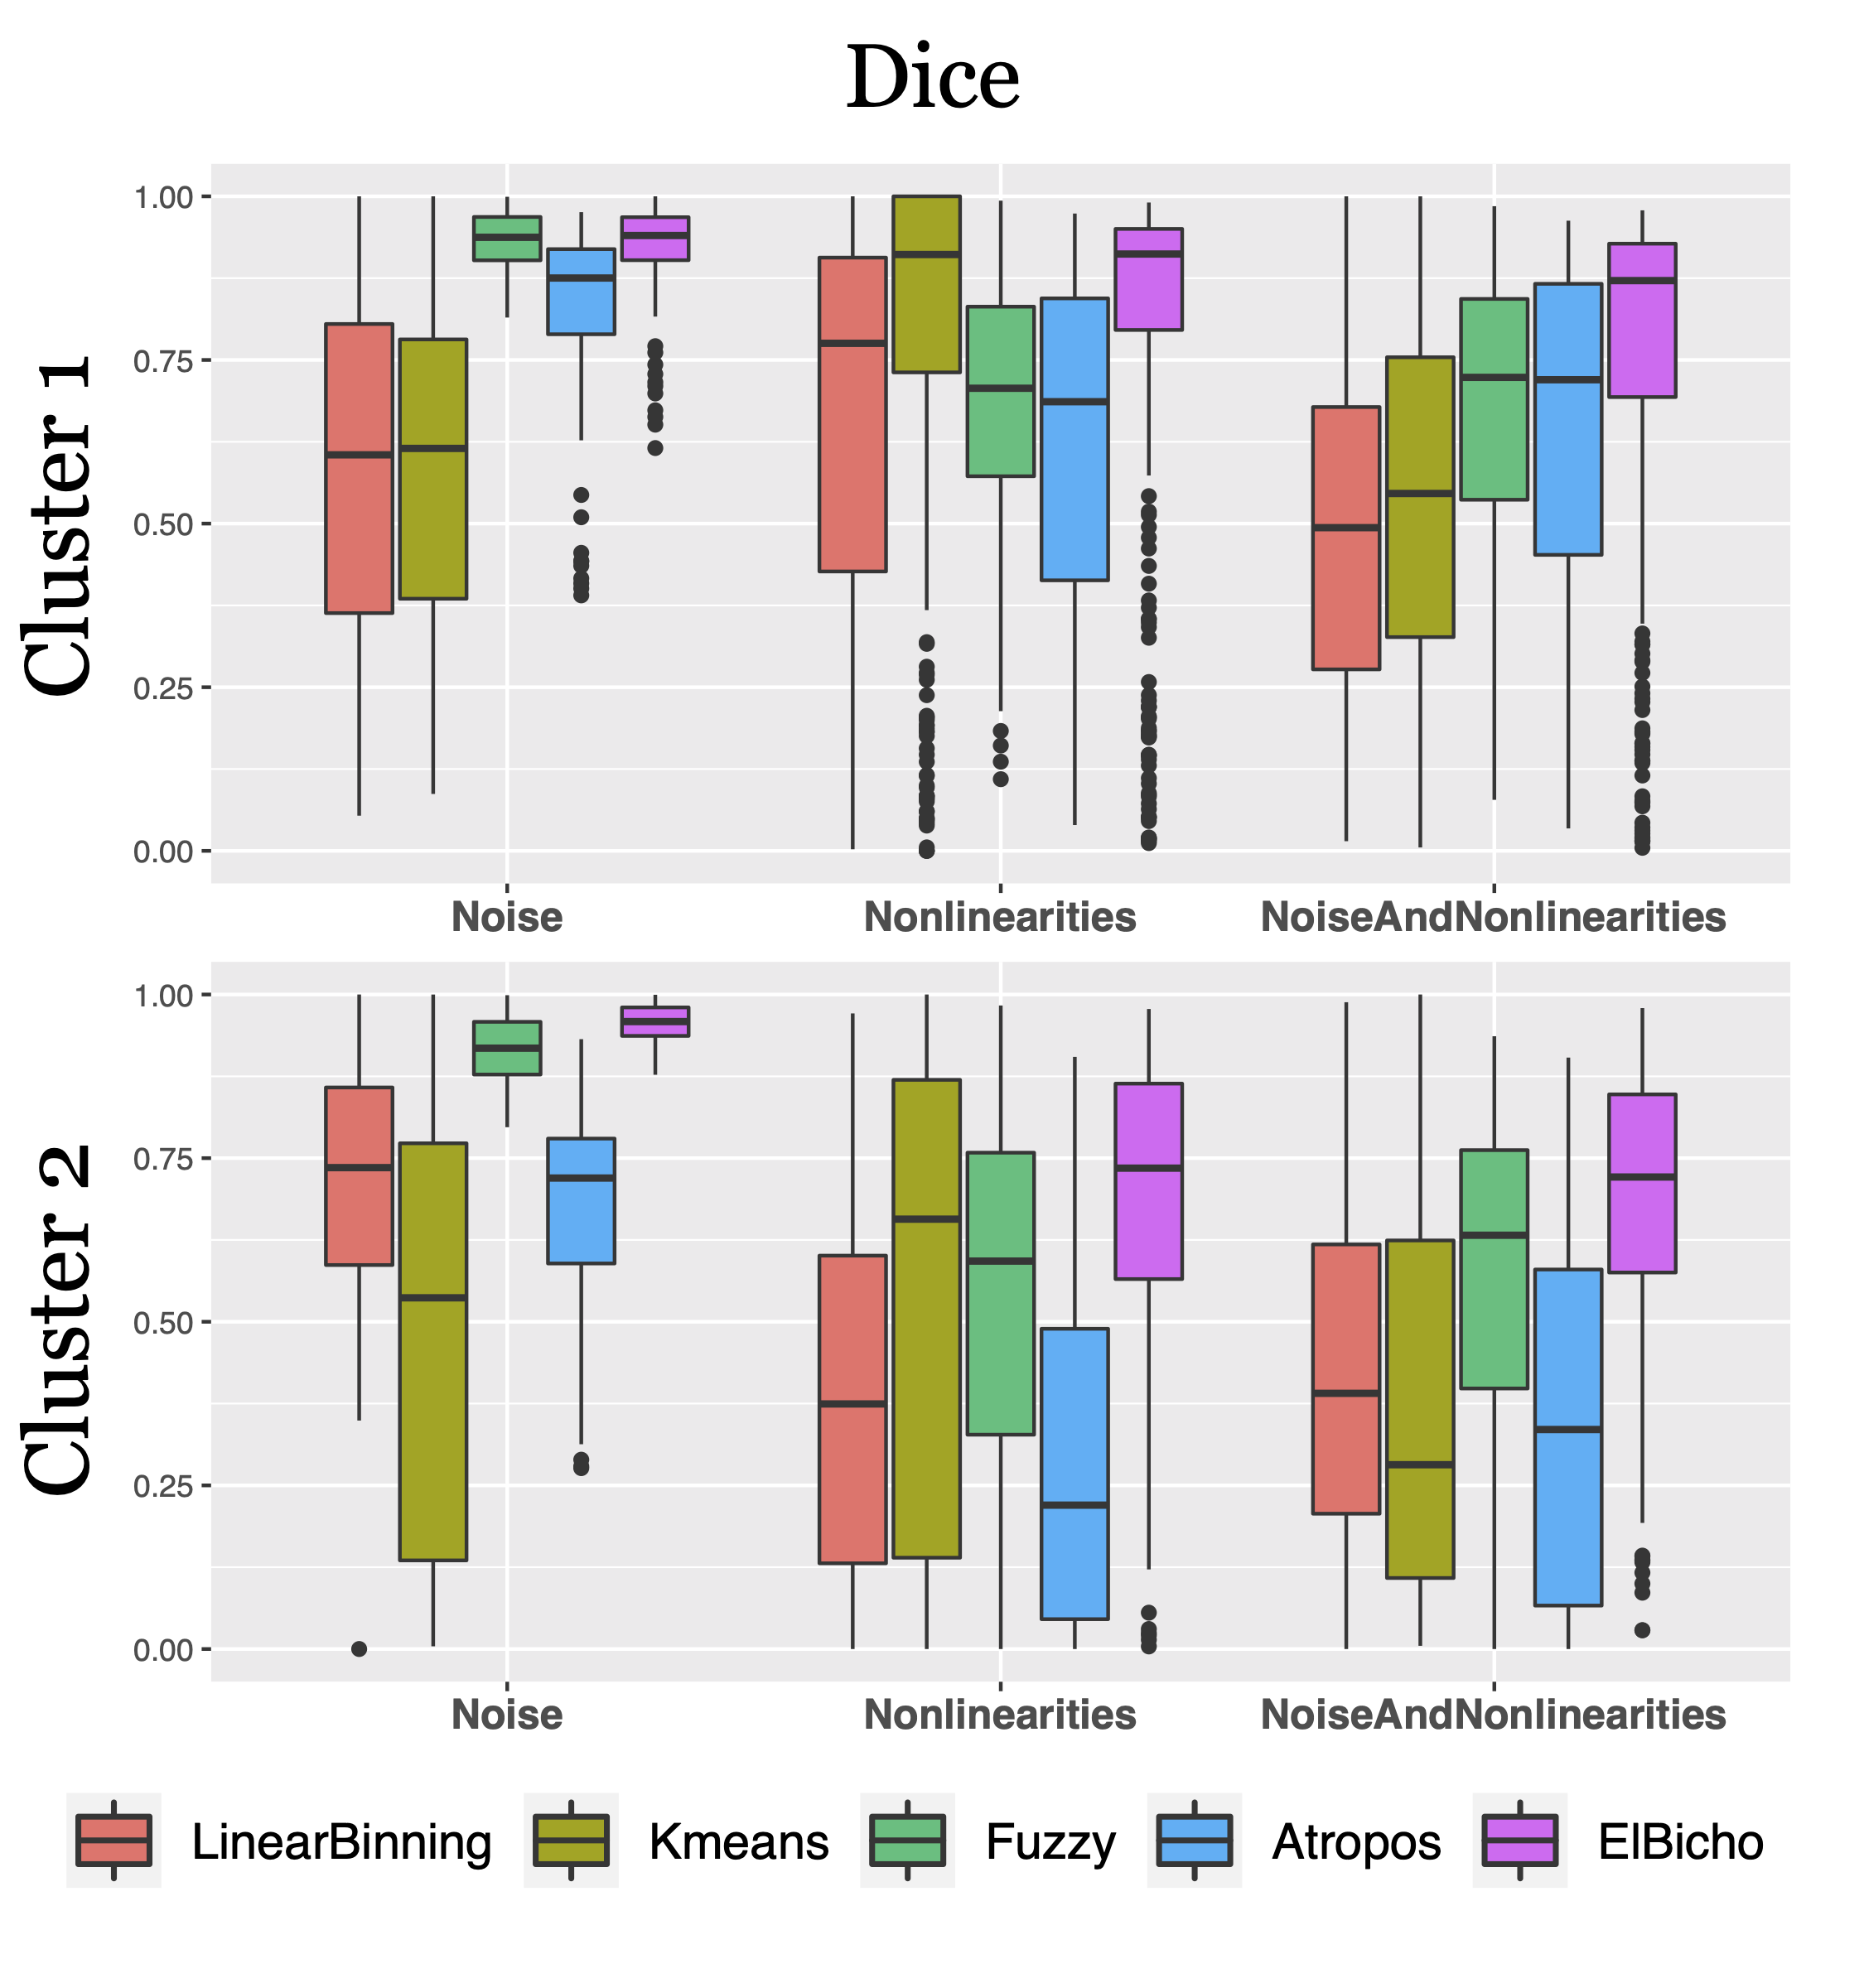 Dice
Cluster 1
1.00
0.75
0.50
0.25
0.00
Noise Nonlinearities NoiseAndNonlinearities
Cluster 2
1.00
0.75
0.50
0.25
0.00
Noise Nonlinearities NoiseAndNonlinearities
LinearBinning Kmeans Fuzzy Atropos ElBicho